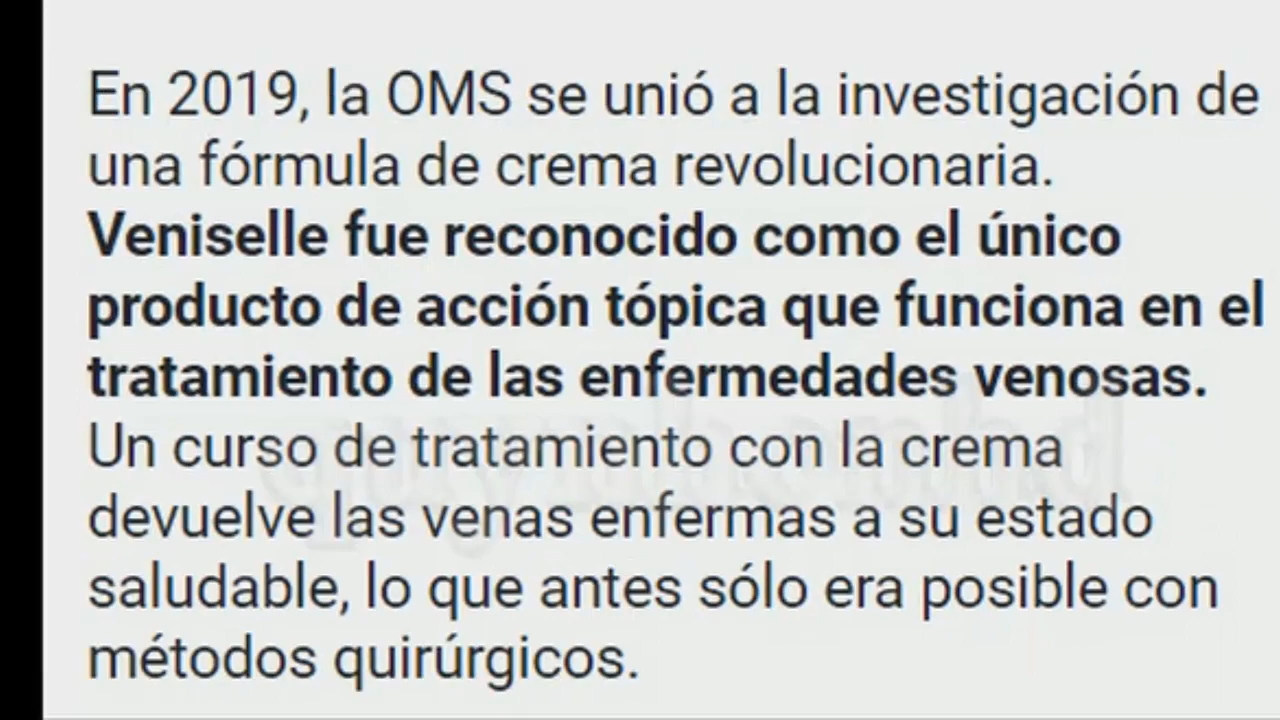 En 2019, la OMS se unió a la investigación de
una fórmula de crema revolucionaria.
Veniselle fue reconocido como el único
producto de acción tópica que funciona en el
tratamiento de las enfermedades venosas.
Un curso de tratamiento con la crema
devuelve las venas enfermas a su estado
saludable, lo que antes sólo era posible con
métodos quirúrgicos.